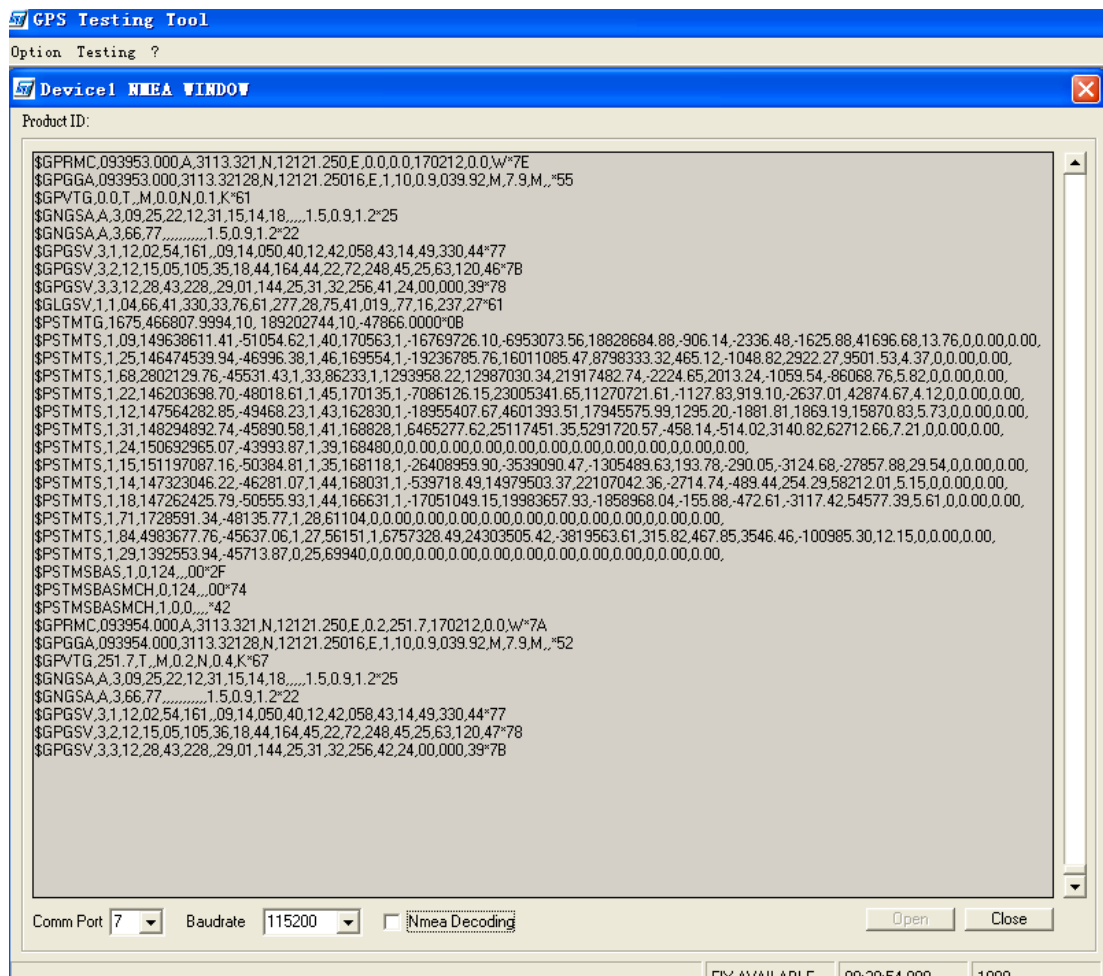 GPS Testing Tool
Option Testing ?
Device1 NMEA WINDOW
Product ID:
$GPRMC,093953.000,A,3113.321,N,12121.250,E,0.0,0.0,170212,0.0,W*7E
$GPGGA,093953.000,3113.32128,N,12121.25016,E,1,10,0.9,039.92,M,7.9,M,,*55
$GPVTG,0.0,T,,M,0.0,N,0.1,K*61
$GNGSA,A,3,09,25,22,12,31,15,14,18,,,,,1.5,0.9,1.2*25
$GNGSA,A,3,66,77,,,,,,,,,,,1.5,0.9,1.2*22
$GPGSV,3,1,12,02,54,161,,09,14,050,40,12,42,058,43,14,49,330,44*77
$GPGSV,3,2,12,15,05,105,35,18,44,164,44,22,72,248,45,25,63,120,46*7B
$GPGSV,3,3,12,28,43,228,,29,01,144,25,31,32,256,41,24,00,000,39*78
$GLGSV,1,1,04,66,41,330,33,76,61,277,28,75,41,019,,77,16,237,27*61
$PSTMTG,1675,466807.9994,10, 189202744,10,-47866.0000*0B
$PSTMTS,1,09,149638611.41,-51054.62,1,40,170563,1,-16769726.10,-6953073.56,18828684.88,-906.14,-2336.48,-1625.88,41696.68,13.76,0,0.00,0.00,
$PSTMTS,1,25,146474539.94,-46996.38,1,46,169554,1,-19236785.76,16011085.47,8798333.32,465.12,-1048.82,2922.27,9501.53,4.37,0,0.00,0.00,
$PSTMTS,1,68,2802129.76,-45531.43,1,33,86233,1,1293958.22,12987030.34,21917482.74,-2224.65,2013.24,-1059.54,-86068.76,5.82,0,0.00,0.00,
$PSTMTS,1,22,146203698.70,-48018.61,1,45,170135,1,-7086126.15,23005341.65,11270721.61,-1127.83,919.10,-2637.01,42874.67,4.12,0,0.00,0.00,
$PSTMTS,1,12,147564282.85,-49468.23,1,43,162830,1,-18955407.67,4601393.51,17945575.99,1295.20,-1881.81,1869.19,15870.83,5.73,0,0.00,0.00,
$PSTMTS,1,31,148294892.74,-45890.58,1,41,168828,1,6465277.62,25117451.35,5291720.57,-458.14,-514.02,3140.82,62712.66,7.21,0,0.00,0.00,
$PSTMTS,1,24,150692965.07,-43993.87,1,39,168480,0,0.00,0.00,0.00,0.00,0.00,0.00,0.00,0.00,0,0.00,0.00,
$PSTMTS,1,15,151197087.16,-50384.81,1,35,168118,1,-26408959.90,-3539090.47,-1305489.63,193.78,-290.05,-3124.68,-27857.88,29.54,0,0.00,0.00,
$PSTMTS,1,14,147323046.22,-46281.07,1,44,168031,1,-539718.49,14979503.37,22107042.36,-2714.74,-489.44,254.29,58212.01,5.15,0,0.00,0.00,
$PSTMTS,1,18,147262425.79,-50555.93,1,44,166631,1,-17051049.15,19983657.93,-1858968.04,-155.88,-472.61,-3117.39,54577.39,5.61,0,0.00,0.00,
$PSTMTS,1,71,1728591.34,-48135.77,1,28,61104,0,0.00,0.00,0.00,0.00,0.00,0.00,0.00,0.00,0,0.00,0.00,
$PSTMTS,1,84,4983677.76,-45637.06,1,27,56151,1,6757328.49,24303505.42,-3819563.61,315.82,467.85,3546.46,-100985.30,12.15,0,0.00,0.00,
$PSTMTS,1,29,1392553.94,-45713.87,0,25,69940,0,0.00,0.00,0.00,0.00,0.00,0.00,0.00,0.00,0,0.00,0.00,
$PSTMSBAS,1,0,124,,,00*2F
$PSTMSBASMCH,0,124,,,00*74
$PSTMSBASMCH,1,0,0,,,,*42
$GPRMC,093954.000,A,3113.321,N,12121.250,E,0.2,251.7,170212,0.0,W*7A
$GPGGA,093954.000,3113.32128,N,12121.25016,E,1,10,0.9,039.92,M,7.9,M,,*52
$GPVTG,251.7,T,,M,0.2,N,0.4,K*67
$GNGSA,A,3,09,25,22,12,31,15,14,18,,,,,1.5,0.9,1.2*25
$GNGSA,A,3,66,77,,,,,,,,,,,1.5,0.9,1.2*22
$GPGSV,3,1,12,02,54,161,,09,14,050,40,12,42,058,43,14,49,330,44*77
$GPGSV,3,2,12,15,05,105,36,18,44,164,45,22,72,248,45,25,63,120,47*78
$GPGSV,3,3,12,28,43,228,,29,01,144,25,31,32,256,42,24,00,000,39*7B
Comm Port 7 Baudrate 115200 Nmea Decoding Open Close
FIX AVAILABLE